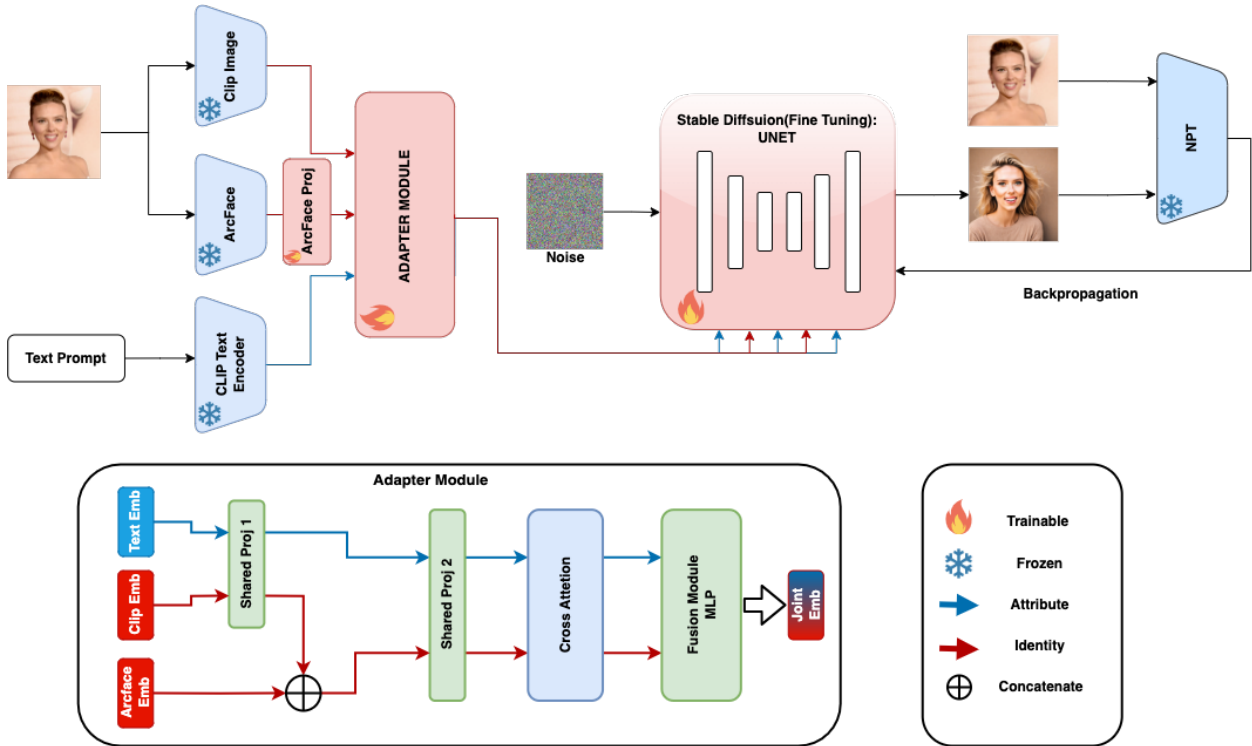 Clip Image
ArcFace
ArcFace Proj
CLIP Text
Encoder
Text Prompt
ADAPTER MODULE
Noise
Stable Diffsuion(Fine Tuning):
UNET
NPT
Backpropagation
Adapter Module
Text Emb
Clip Emb
Arcface
Emb
Shared Proj 1
Shared Proj 2
Cross Attetion
Fusion Module
MLP
Joint
Emb
Trainable
Frozen
Attribute
Identity
Concatenate